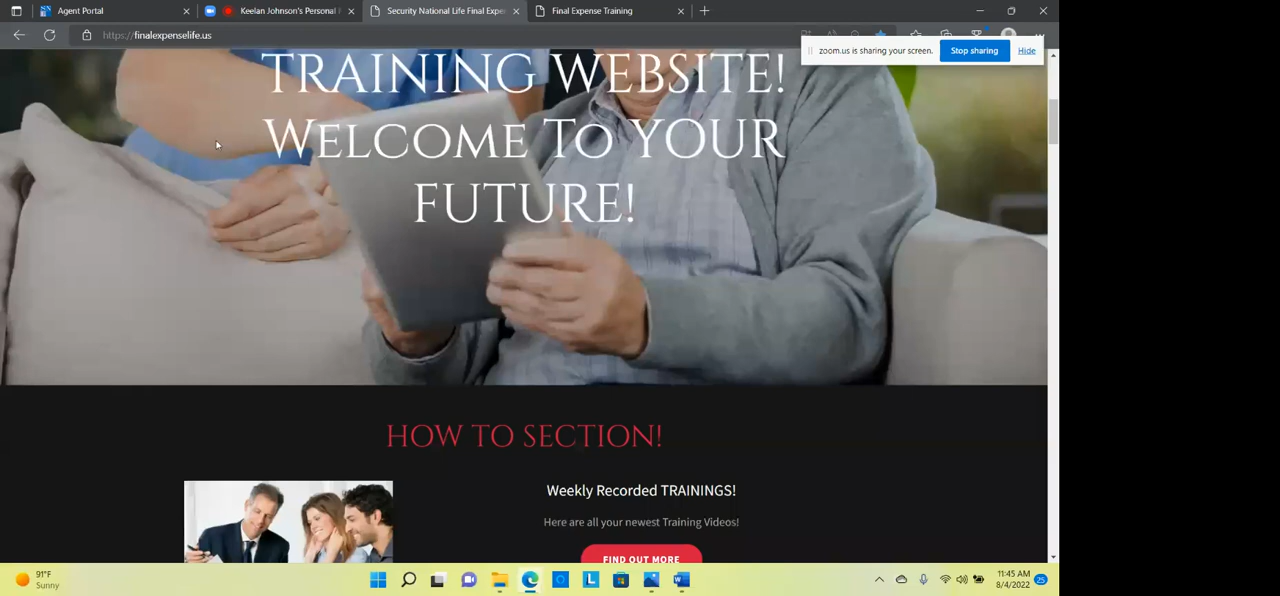 Agent Portal
Keelan Johnson's Personal
Security National Life Final Expe
Final Expense Training
https://finalexpenselife.us
zoom.us is sharing your screen.
Stop sharing
Hide
TRAINING WEBSITE!
WELCOME TO YOUR
FUTURE!
HOW TO SECTION!
Weekly Recorded TRAININGS!
Here are all your newest Training Videos!
FIND OUT MORE
91°F
Sunny
11:45 AM
8/4/2022
25